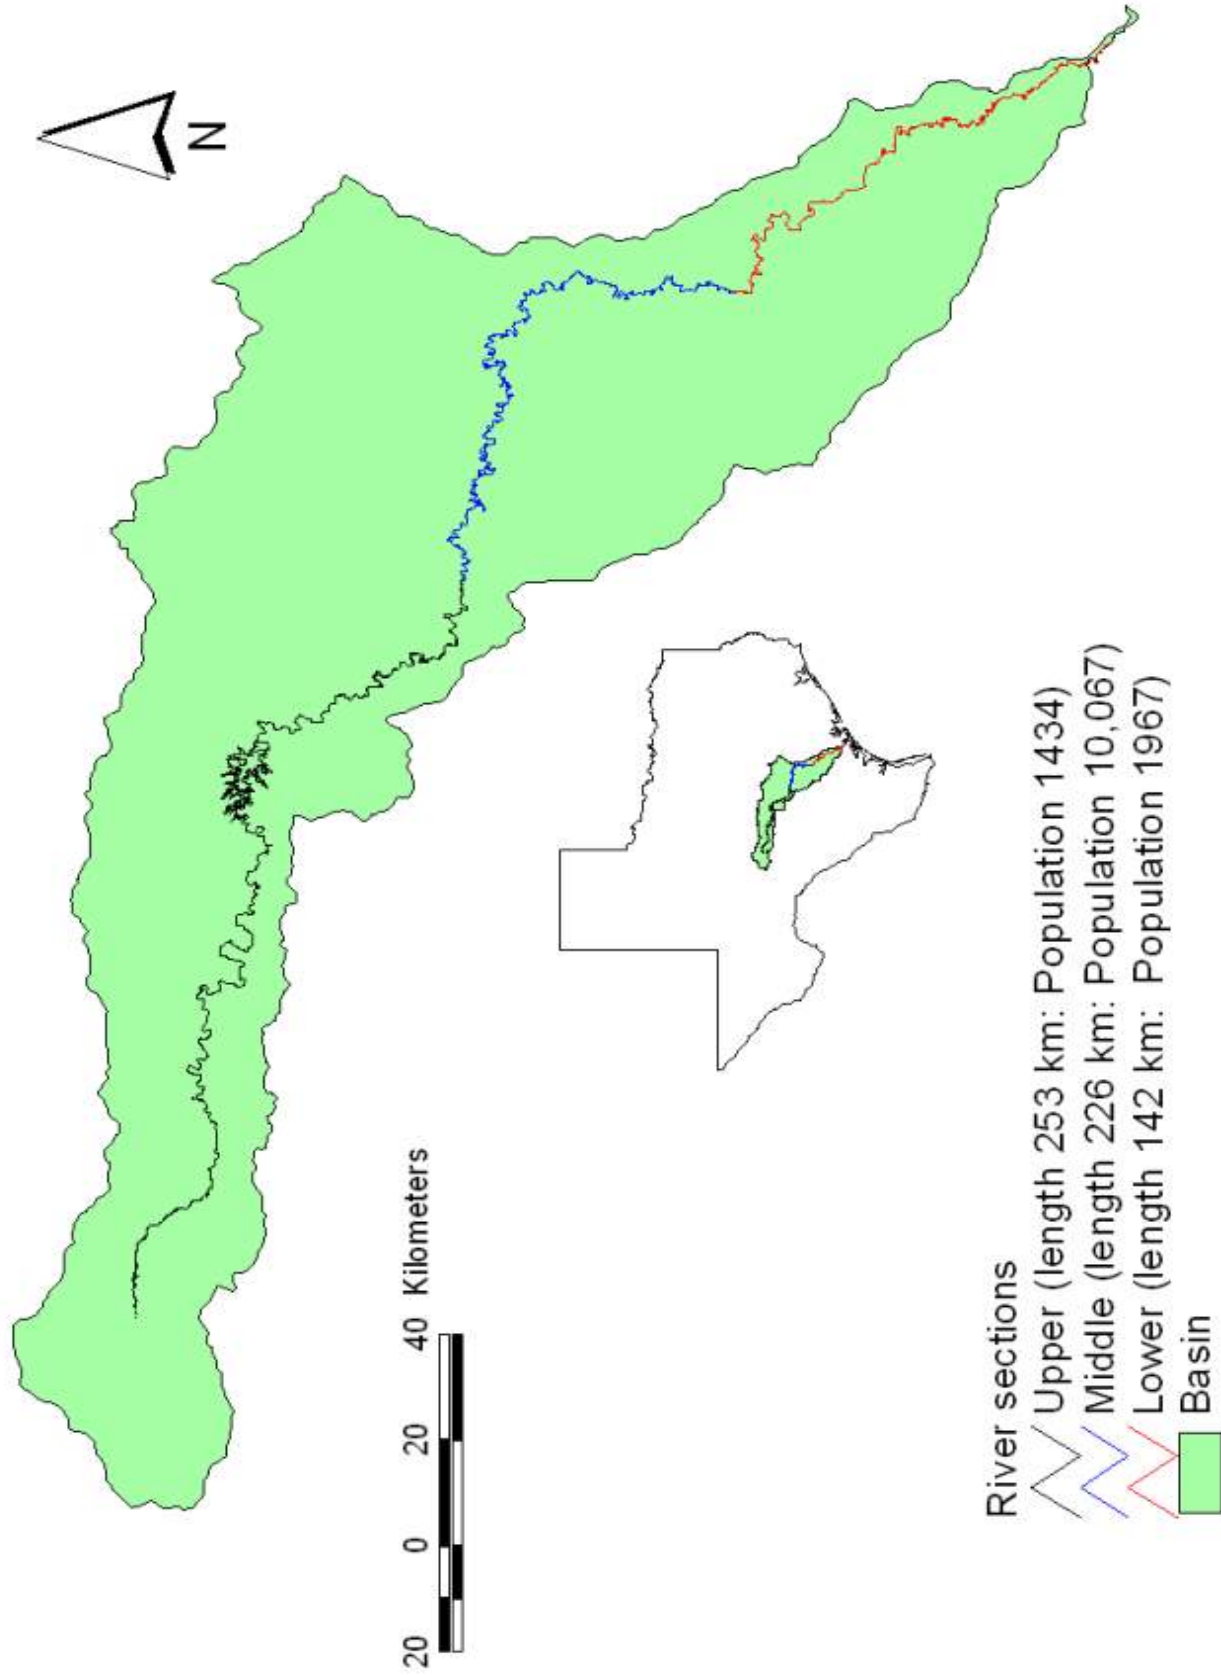 N
20 0 20 40 Kilometers
River sections
Upper (length 253 km: Population 1434)
Middle (length 226 km: Population 10,067)
Lower (length 142 km: Population 1967)
Basin